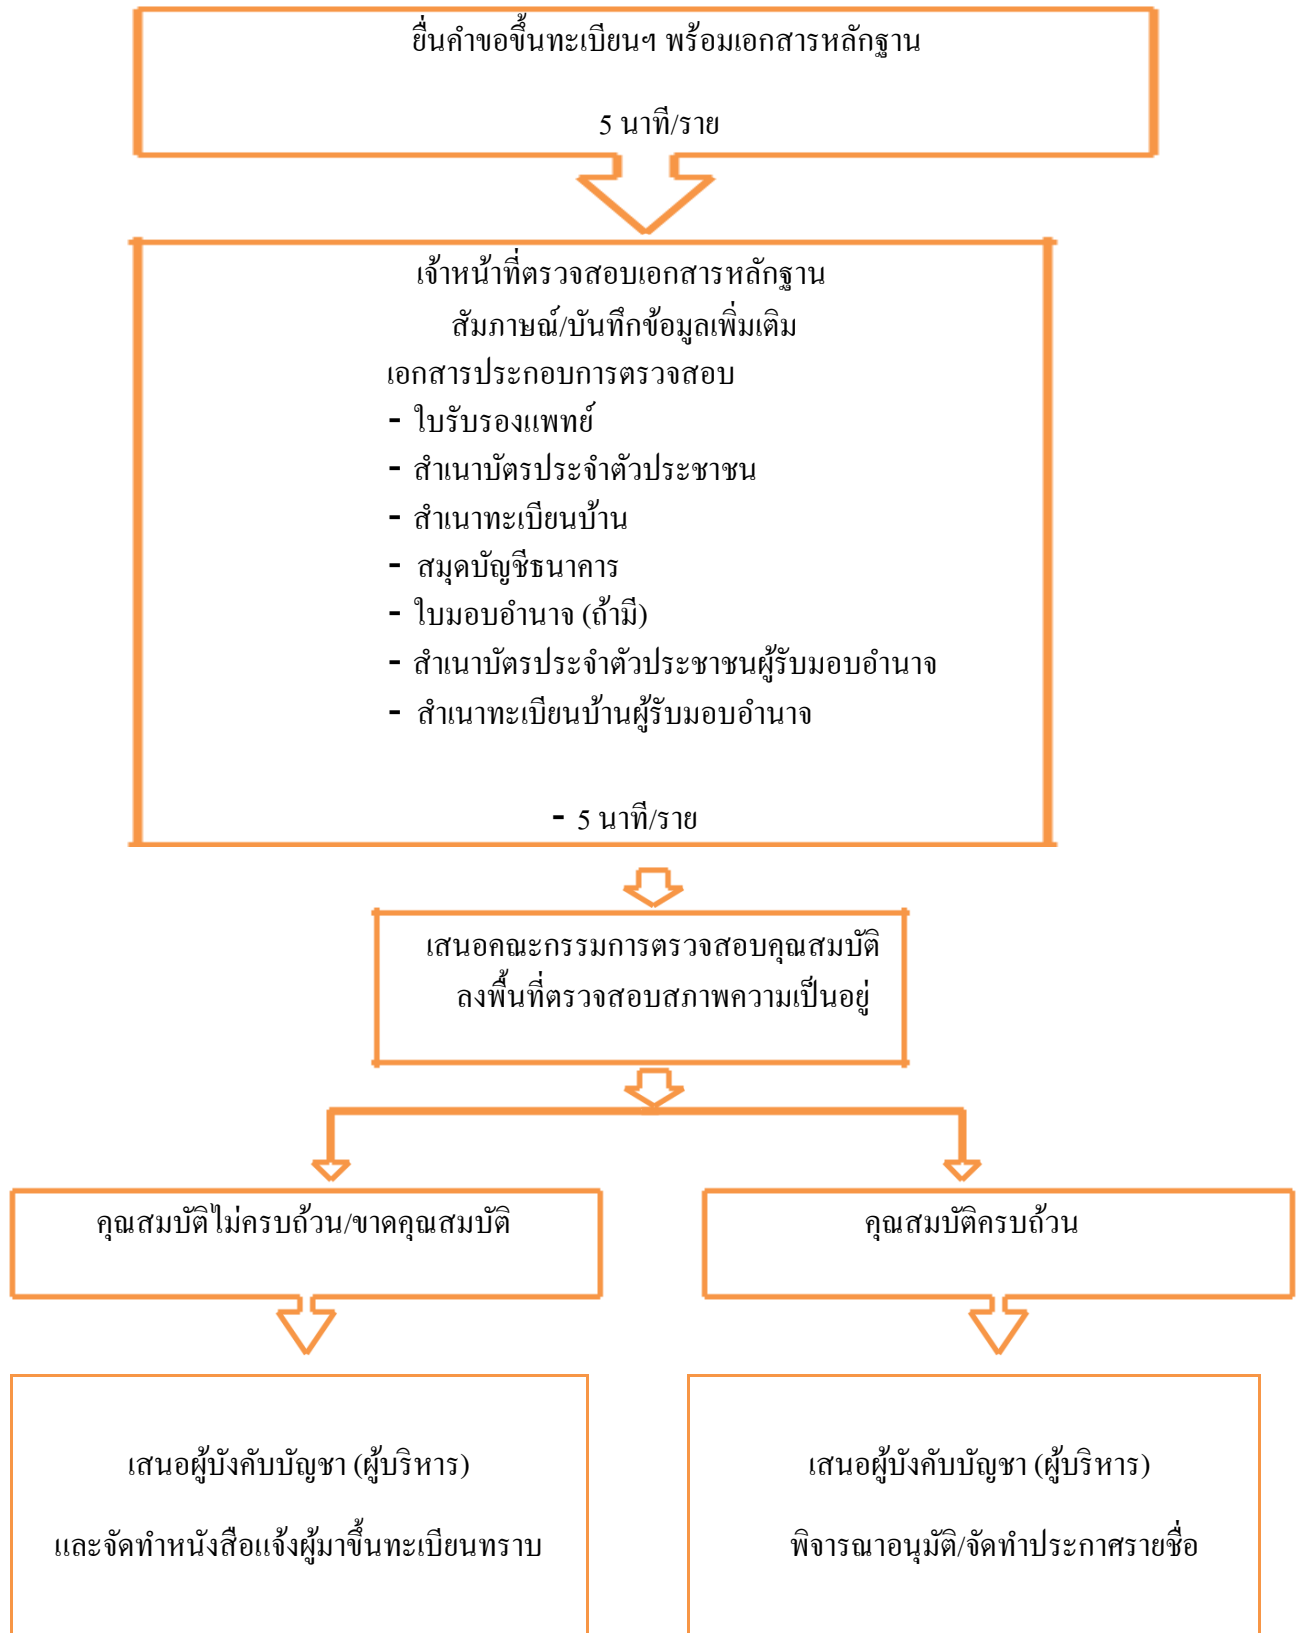 ยื่นคำขอขึ้นทะเบียนฯ พร้อมเอกสารหลักฐาน
5 นาที/ราย
เจ้าหน้าที่ตรวจสอบเอกสารหลักฐาน
สัมภาษณ์/บันทึกข้อมูลเพิ่มเติม
เอกสารประกอบการตรวจสอบ
- ใบรับรองแพทย์
- สำเนาบัตรประจำตัวประชาชน
- สำเนาทะเบียนบ้าน
- สมุดบัญชีธนาคาร
- ใบมอบอำนาจ (ถ้ามี)
- สำเนาบัตรประจำตัวประชาชนผู้รับมอบอำนาจ
- สำเนาทะเบียนบ้านผู้รับมอบอำนาจ
- 5 นาที/ราย
เสนอคณะกรรมการตรวจสอบคุณสมบัติ
ลงพื้นที่ตรวจสอบสภาพความเป็นอยู่
คุณสมบัติไม่ครบถ้วน/ขาดคุณสมบัติ
คุณสมบัติครบถ้วน
เสนอผู้บังคับบัญชา (ผู้บริหาร)
และจัดทำหนังสือแจ้งผู้มาขึ้นทะเบียนทราบ
เสนอผู้บังคับบัญชา (ผู้บริหาร)
พิจารณาอนุมัติ/จัดทำประกาศรายชื่อ